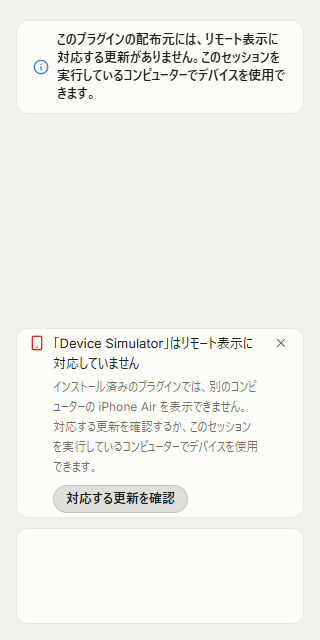 このプラグインの配布元には、リモート表示に
対応する更新がありません。このセッションを
実行しているコンピューターでデバイスを使用で
きます。
「Device Simulator」はリモート表示に
対応していません
インストール済みのプラグインでは、別のコンピ
ューターの iPhone Air を表示できません。
対応する更新を確認するか、このセッション
を実行しているコンピューターでデバイスを使用
できます。
対応する更新を確認